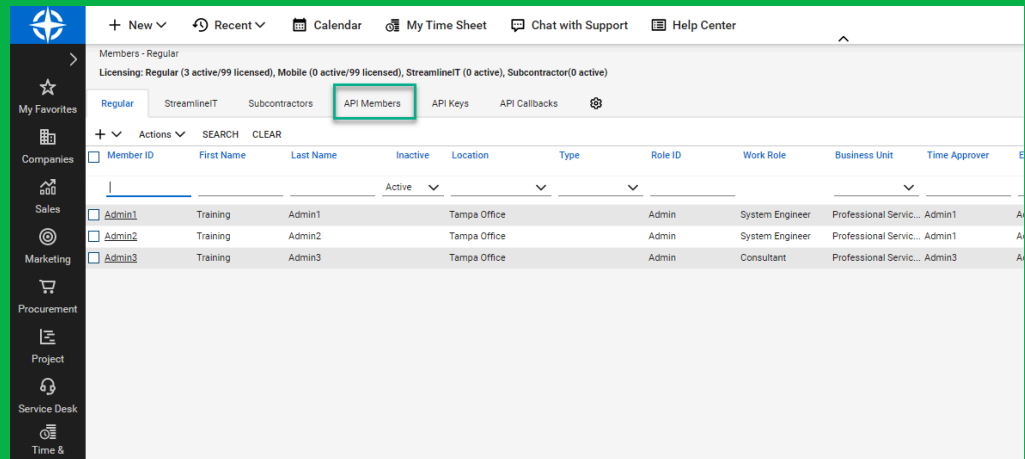 New Recent Calendar My Time Sheet Chat with Support Help Center
Members - Regular
Licensing: Regular (3 active/99 licensed), Mobile (0 active/99 licensed), StreamlineIT (0 active), Subcontractor(0 active)
My Favorites
Companies
Sales
Marketing
Procurement
Project
Service Desk
Time &
Regular StreamlineIT Subcontractors API Members API Keys API Callbacks
Actions SEARCH CLEAR
Member ID First Name Last Name Inactive Location Type Role ID Work Role Business Unit Time Approver E
Active
Admin1 Training Admin1 Tampa Office Admin System Engineer Professional Servic... Admin1 A
Admin2 Training Admin2 Tampa Office Admin System Engineer Professional Servic... Admin1 A
Admin3 Training Admin3 Tampa Office Admin Consultant Professional Servic... Admin3 A